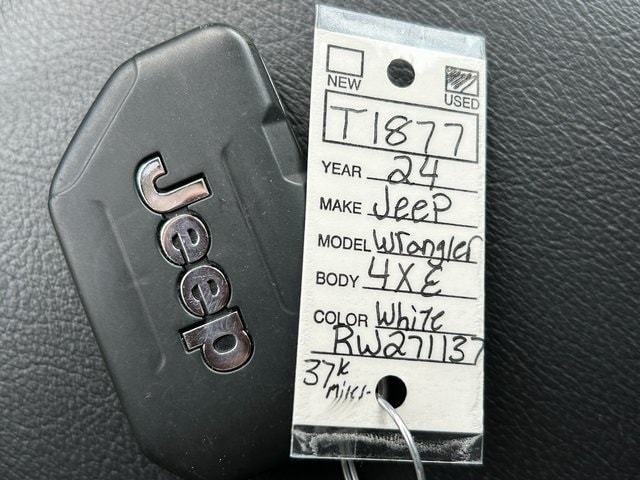 Jeep
NEW
USED
T1877
YEAR 24
MAKE Jeep
MODEL Wrangler
BODY 4XE
COLOR White
RW271137
37K
Miles-